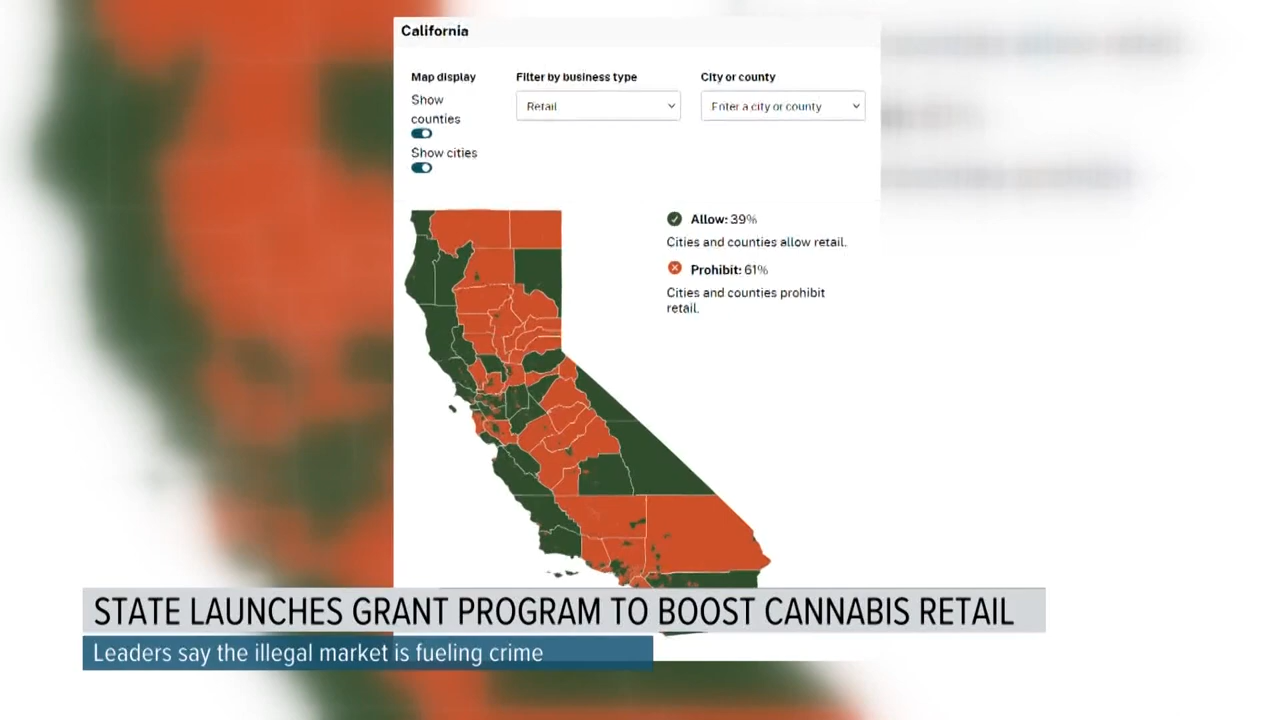 California
Map display
Filter by business type
City or county
Show
counties
Retail
Enter a city or county
Show cities
Allow: 39%
Cities and counties allow retail.
Prohibit: 61%
Cities and counties prohibit
retail.
STATE LAUNCHES GRANT PROGRAM TO BOOST CANNABIS RETAIL
Leaders say the illegal market is fueling crime